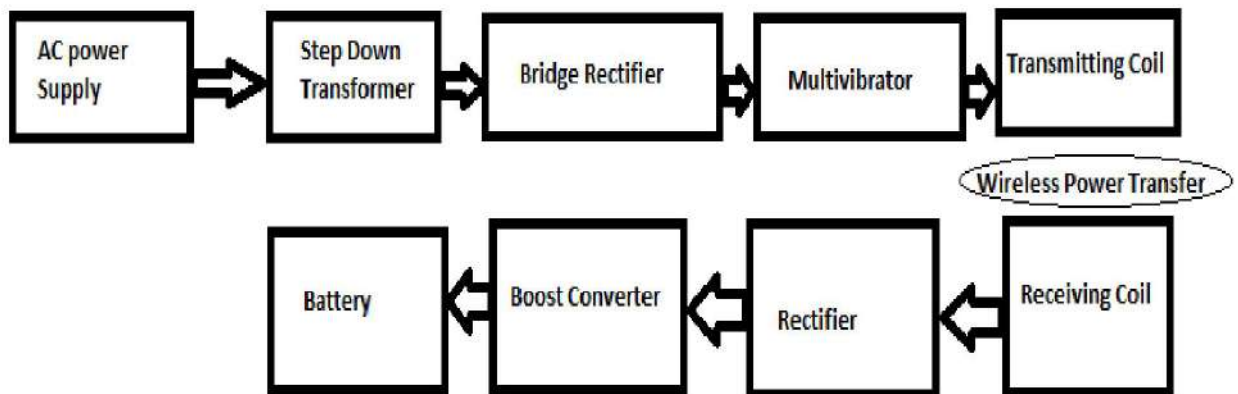 AC power
Supply
Step Down
Transformer
Bridge Rectifier
Multivibrator
Transmitting Coil
Wireless Power Transfer
Receiving Coil
Rectifier
Boost Converter
Battery